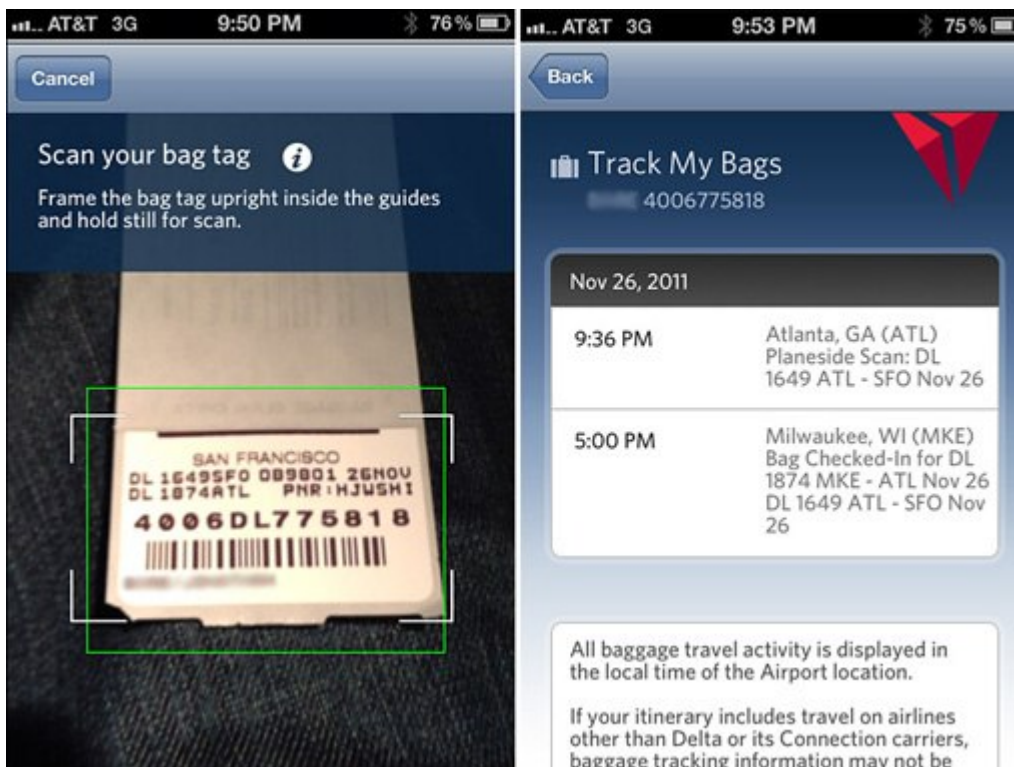 AT&T 3G 9:50 PM 76%
Cancel
Scan your bag tag i
Frame the bag tag upright inside the guides
and hold still for scan.
SAN FRANCISCO
DL 1649SFO 089801 26NOV
DL 1874ATL PNR:HJWSHI
4006DL775818
AT&T 3G 9:53 PM 75%
Back
Track My Bags
4006775818
Nov 26, 2011
9:36 PM Atlanta, GA (ATL)
Planeside Scan: DL
1649 ATL - SFO Nov 26
5:00 PM Milwaukee, WI (MKE)
Bag Checked-In for DL
1874 MKE - ATL Nov 26
DL 1649 ATL - SFO Nov
26
All baggage travel activity is displayed in
the local time of the Airport location.
If your itinerary includes travel on airlines
other than Delta or its Connection carriers,
baggage tracking information may not be